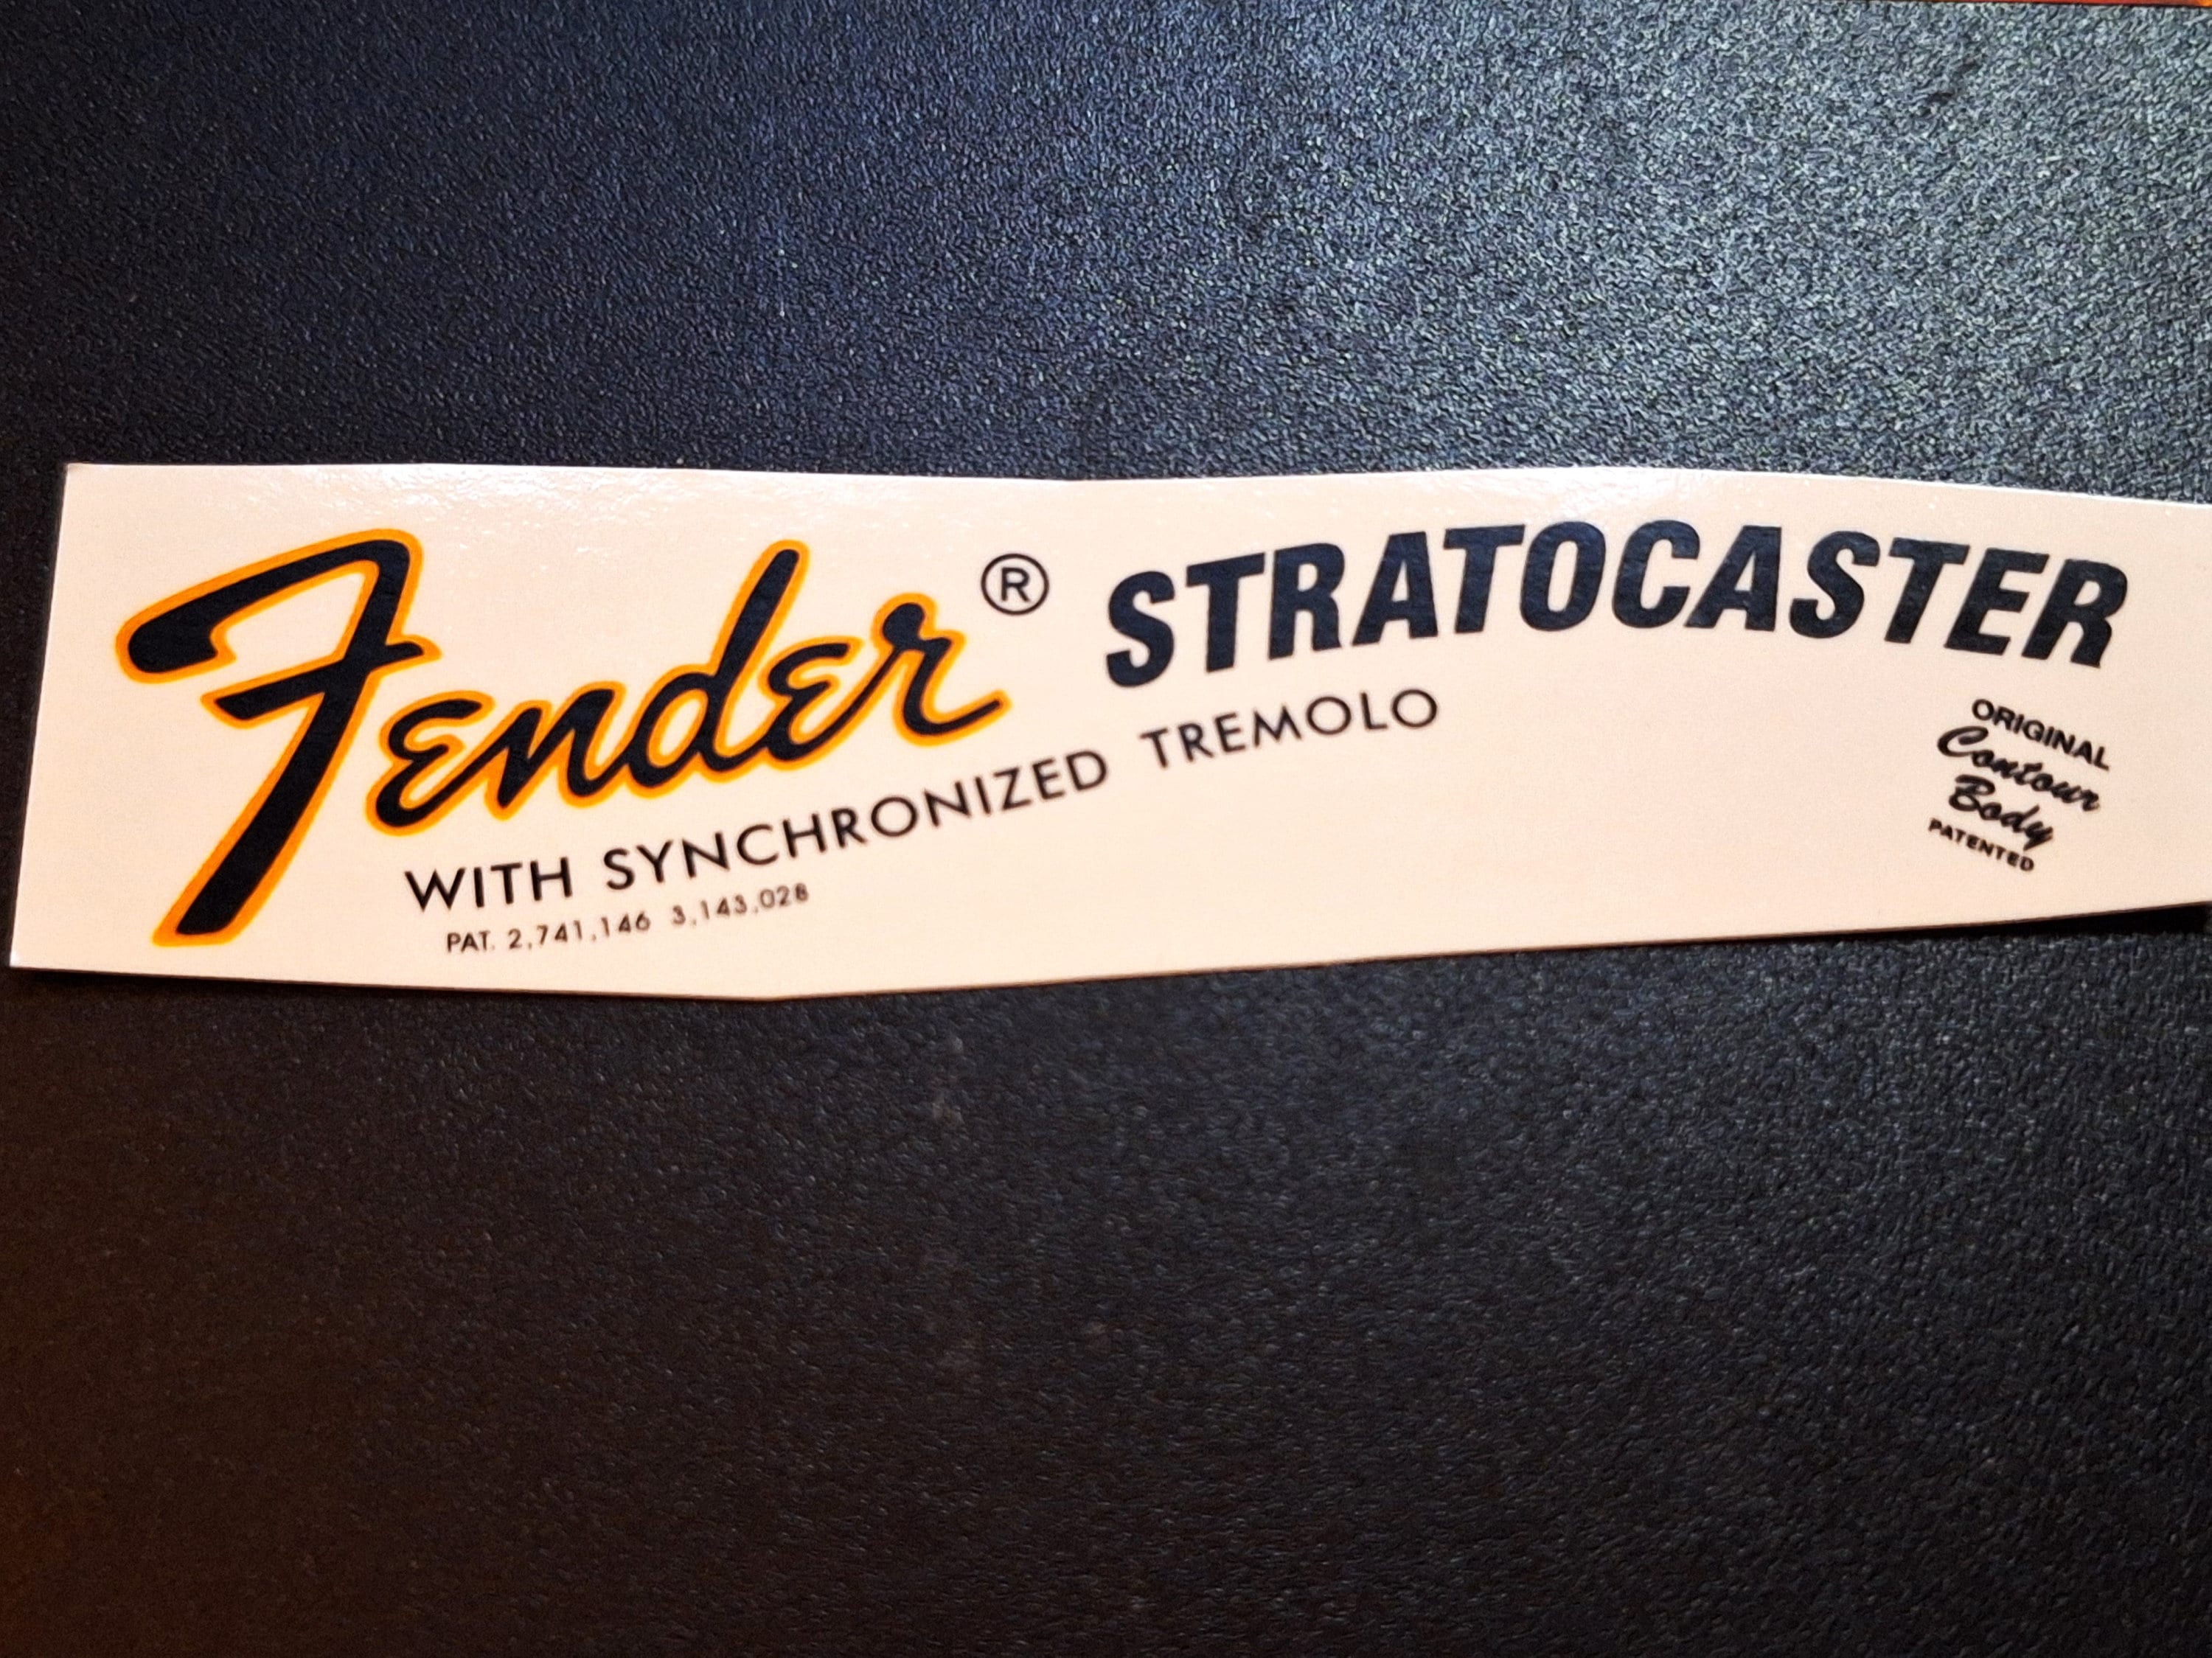 Fender ® STRATOCASTER
WITH SYNCHRONIZED TREMOLO
PAT. 2,741,146 3,143,028
ORIGINAL
Contour
Body
PATENTED